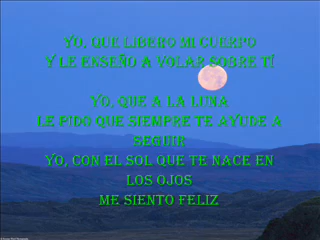 YO, QUE LIBERO MI CUERPO
Y LE ENSEÑO A VOLAR SOBRE TÍ
YO, QUE A LA LUNA
LE PIDO QUE SIEMPRE TE AYUDE A
SEGUIR
YO, CON EL SOL QUE TE NACE EN
LOS OJOS
ME SIENTO FELIZ